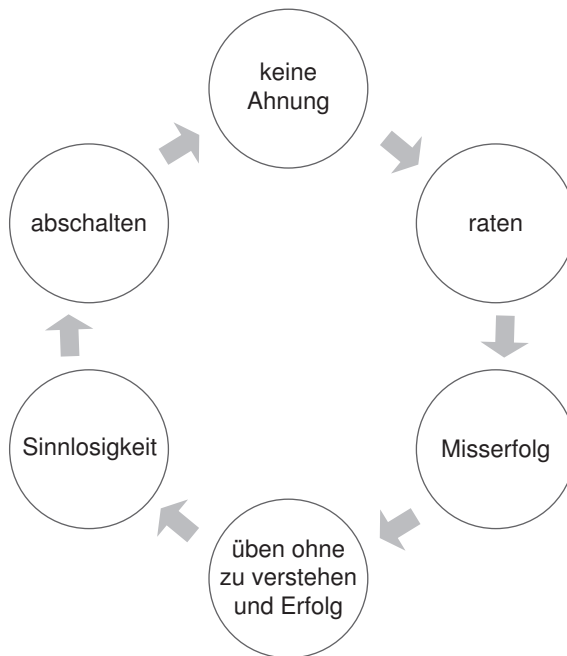 keine
Ahnung
raten
Misserfolg
üben ohne
zu verstehen
und Erfolg
Sinnlosigkeit
abschalten